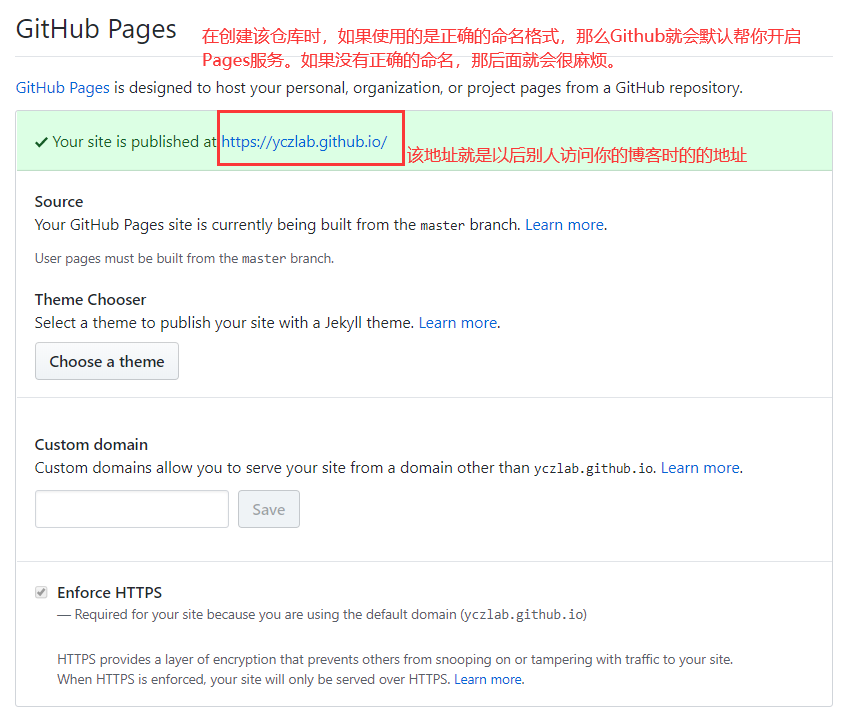 GitHub Pages
在创建该仓库时，如果使用的是正确的命名格式，那么Github就会默认帮你开启
Pages服务。如果没有正确的命名，那后面就会很麻烦。
GitHub Pages is designed to host your personal, organization, or project pages from a GitHub repository.
Your site is published at https://yczlab.github.io/
该地址就是以后别人访问你的博客时的的地址
Source
Your GitHub Pages site is currently being built from the master branch. Learn more.
User pages must be built from the master branch.
Theme Chooser
Select a theme to publish your site with a Jekyll theme. Learn more.
Choose a theme
Custom domain
Custom domains allow you to serve your site from a domain other than yczlab.github.io. Learn more.
Save
Enforce HTTPS
— Required for your site because you are using the default domain (yczlab.github.io)
HTTPS provides a layer of encryption that prevents others from snooping on or tampering with traffic to your site.
When HTTPS is enforced, your site will only be served over HTTPS. Learn more.